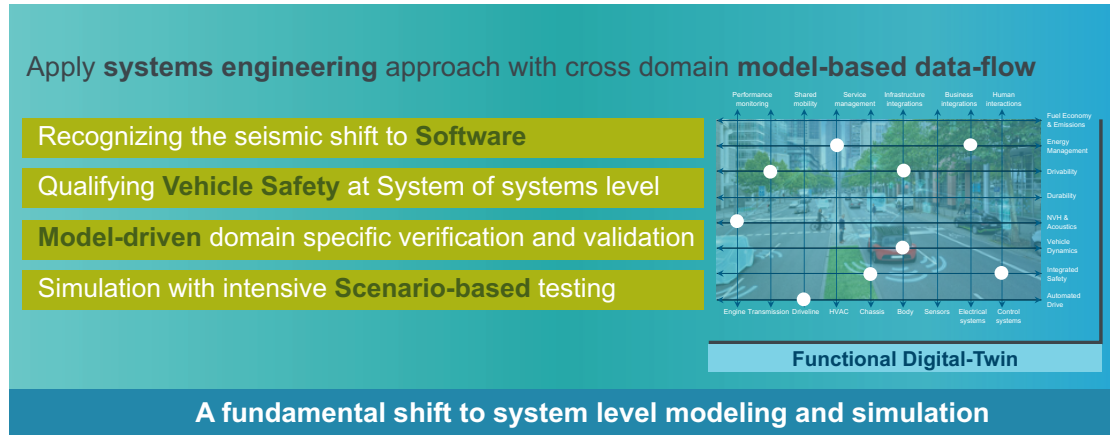 Apply systems engineering approach with cross domain model-based data-flow
Recognizing the seismic shift to Software
Qualifying Vehicle Safety at System of systems level
Model-driven domain specific verification and validation
Simulation with intensive Scenario-based testing
Performance monitoring
Shared mobility
Service management
Infrastructure integrations
Business integrations
Human interactions
Fuel Economy & Emissions
Energy Management
Drivability
Durability
NVH & Acoustics
Vehicle Dynamics
Integrated Safety
Automated Drive
Engine Transmission Driveline HVAC Chassis Body Sensors Electrical systems Control systems
Functional Digital-Twin
A fundamental shift to system level modeling and simulation